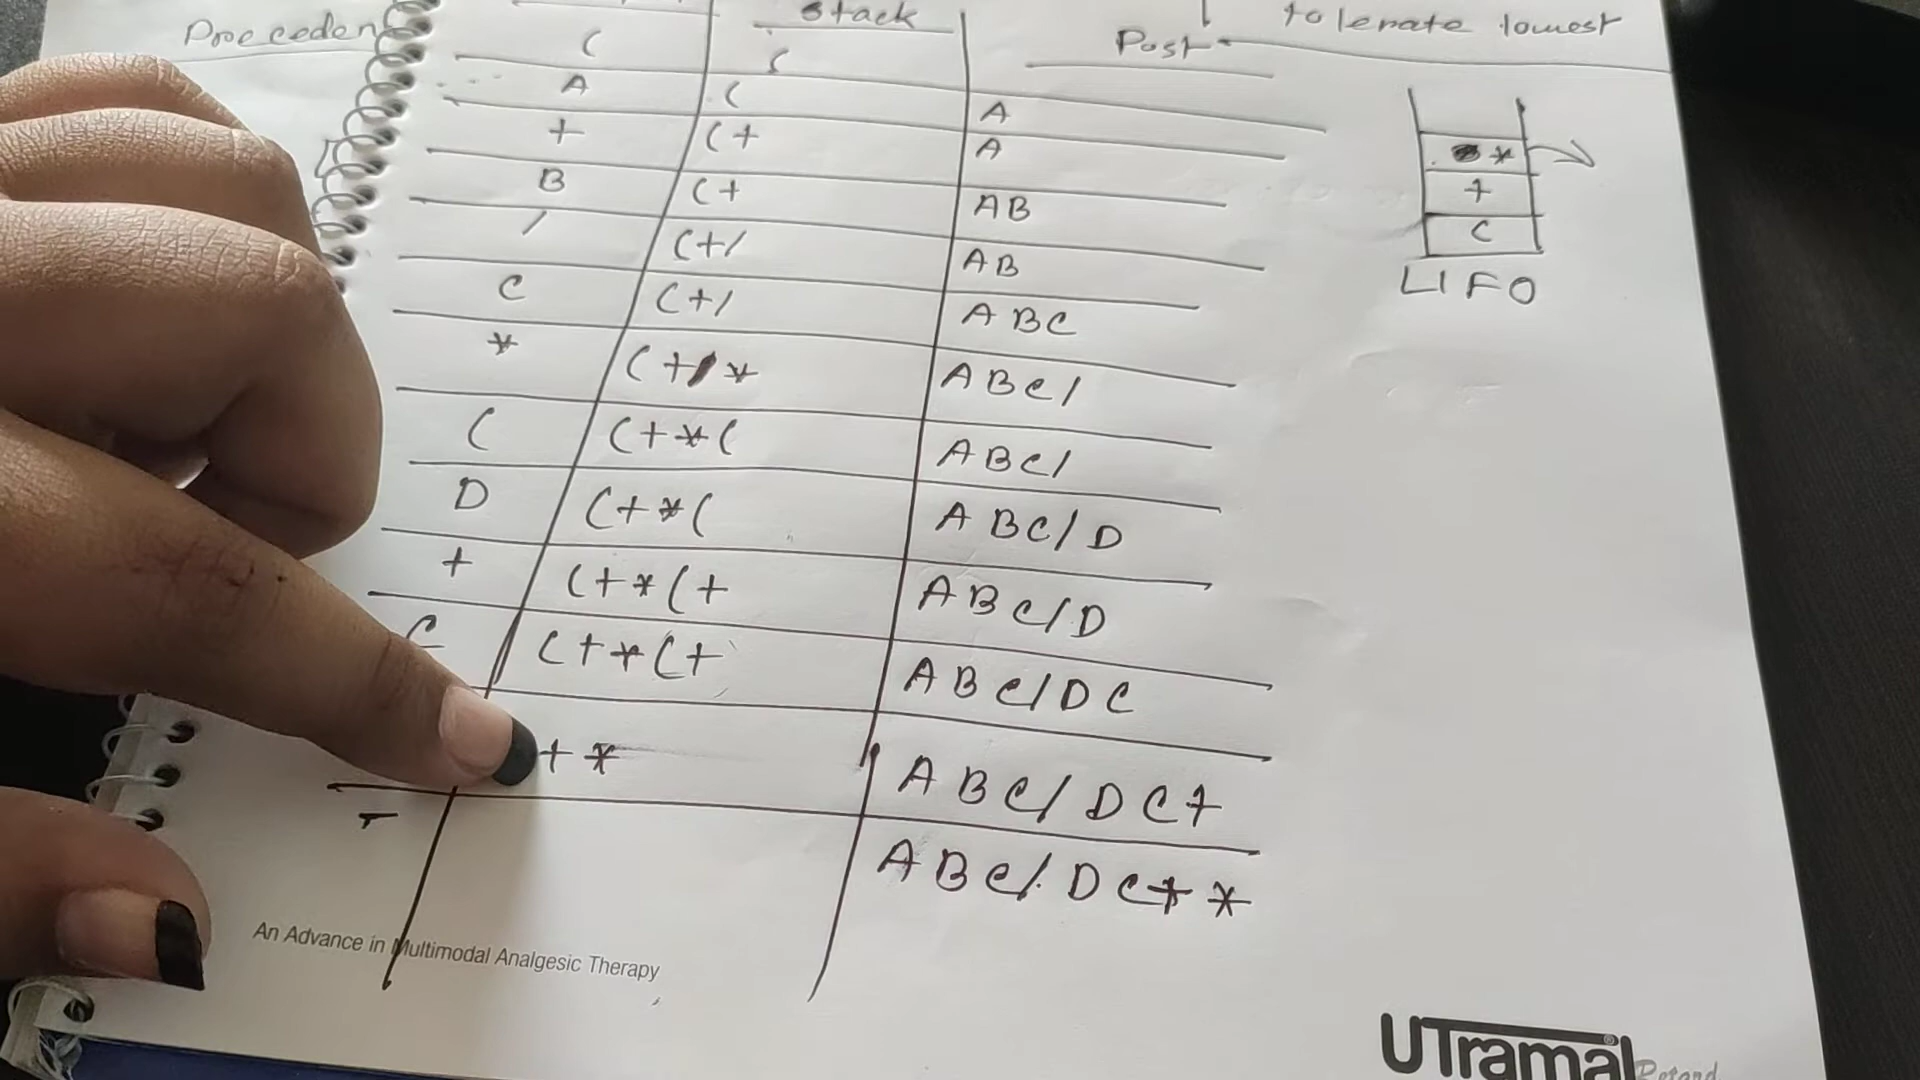 Preceden
Stack
Post
tolerate lowest
( (
A ( A
+ (+ A
B (+ AB
/ (+/ AB
C (+/ ABC
* (+ * ABC/
( (+*( ABC/
D (+*( ABC/D
+ (+*(+ ABC/D
C (+*(+ ABC/DC
+* ABC/DC+
- ABC/DC+*
*
+
(
LIFO
An Advance in Multimodal Analgesic Therapy
UTramal®
Retard